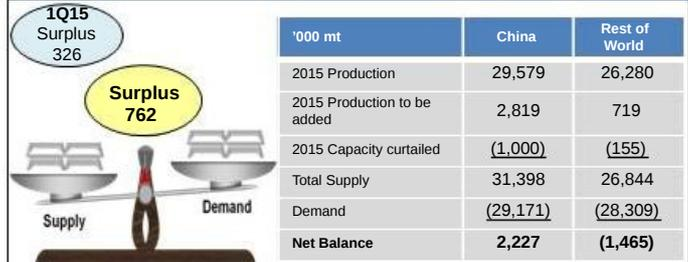 1Q15
Surplus
326
Surplus
762
Supply
Demand
'000 mt China Rest of
World
2015 Production 29,579 26,280
2015 Production to be
added 2,819 719
2015 Capacity curtailed (1,000) (155)
Total Supply 31,398 26,844
Demand (29,171) (28,309)
Net Balance 2,227 (1,465)